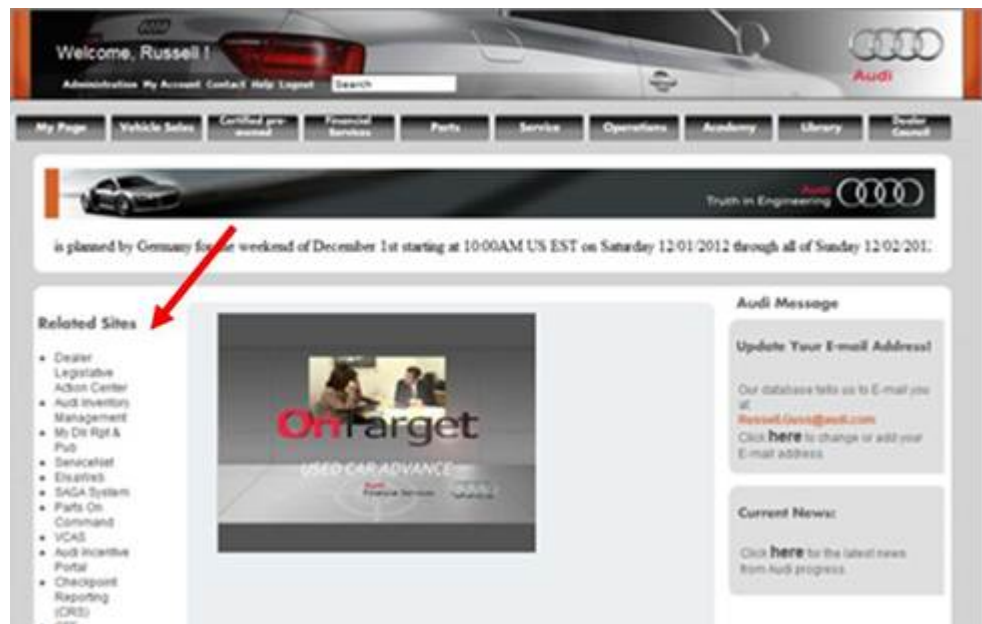 Welcome, Russell !
Administration My Account Contact Help Logout
Search
Audi
My Page
Vehicle Sales
Certified pre-
owned
Financial
Services
Parts
Service
Operations
Academy
Library
Dealer
Council
Audi
Truth in Engineering
is planned by Germany for the weekend of December 1st starting at 10:00AM US EST on Saturday 12/01/2012 through all of Sunday 12/02/201
Related Sites
• Dealer
Legislative
Action Center
• Audi Inventory
Management
• My Dlr Rpt &
Pub
• ServiceNet
• ElsaWeb
• SAGA System
• Parts On
Command
• VCAS
• Audi Incentive
Portal
• Checkpoint
Reporting
(CRS)
OnTarget
USED CAR ADVANCE
Audi
Financial Services
Audi Message
Update Your E-mail Address!
Our database tells us to E-mail you
at:
Click here to change or add your
E-mail address.
Current News:
Click here for the latest news
from Audi progress.